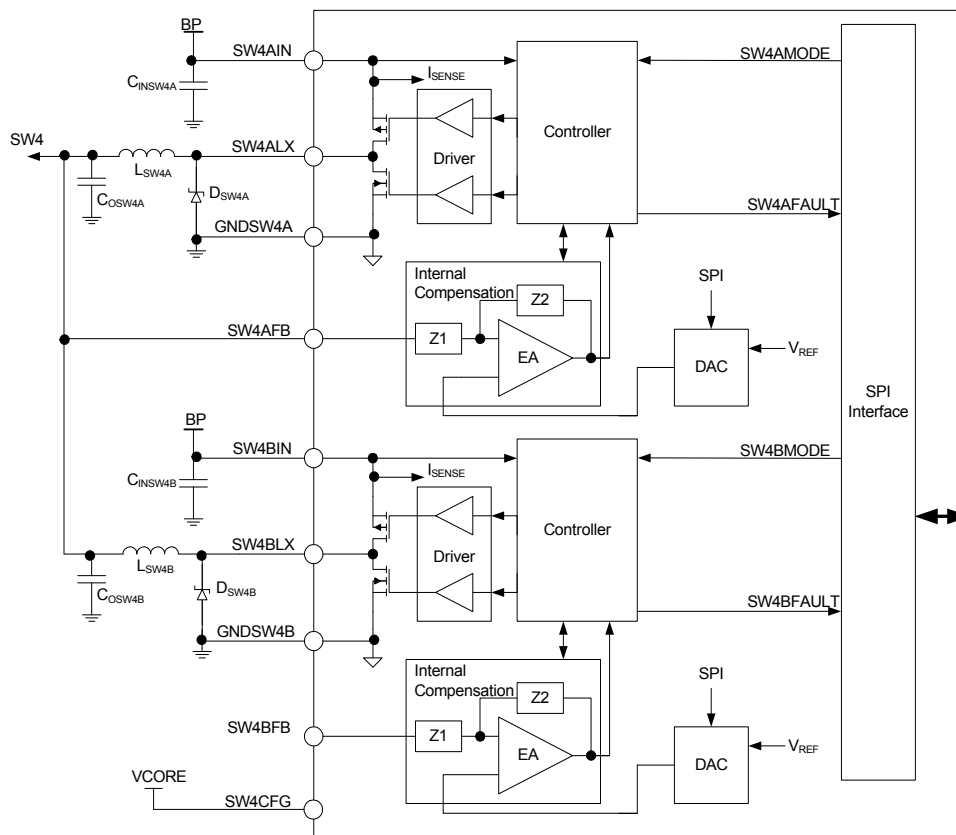 BP
SW4AIN
SW4AMODE
CINSW4A
ISENSE
Controller
SW4
SW4ALX
Driver
LSW4A
COSW4A
DSW4A
SW4AFAULT
GNDSW4A
Internal
Compensation
Z2
SPI
SW4AFB
Z1
EA
VREF
DAC
SPI
Interface
BP
SW4BIN
SW4BMODE
CINSW4B
ISENSE
Controller
SW4BLX
Driver
LSW4B
COSW4B
DSW4B
SW4BFAULT
GNDSW4B
Internal
Compensation
Z2
SPI
SW4BFB
Z1
EA
VREF
DAC
VCORE
SW4CFG